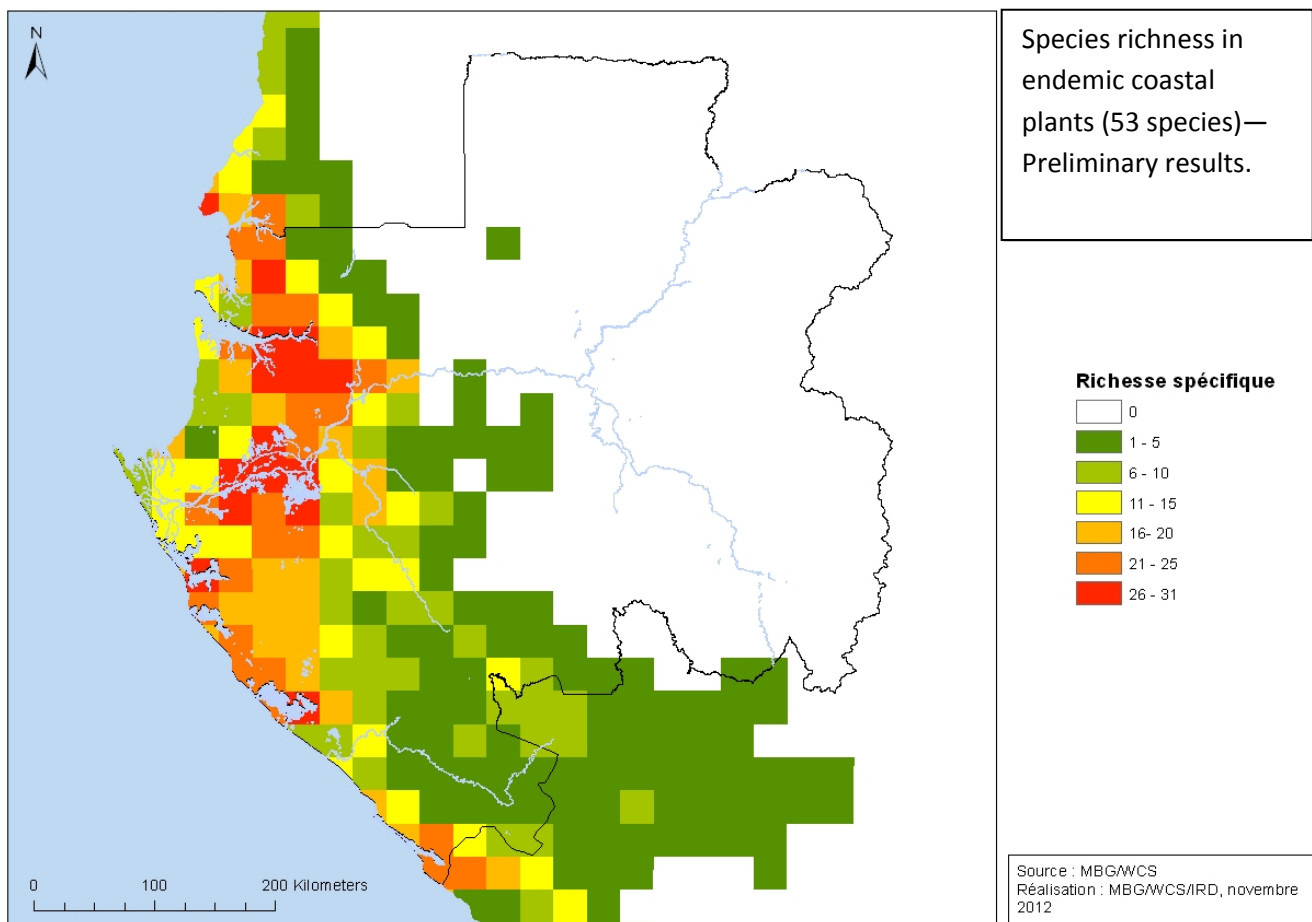 N
Species richness in
endemic coastal
plants (53 species)—
Preliminary results.
Richesse spécifique
0
1 - 5
6 - 10
11 - 15
16- 20
21 - 25
26 - 31
0 100 200 Kilometers
Source : MBG/WCS
Réalisation : MBG/WCS/IRD, novembre
2012